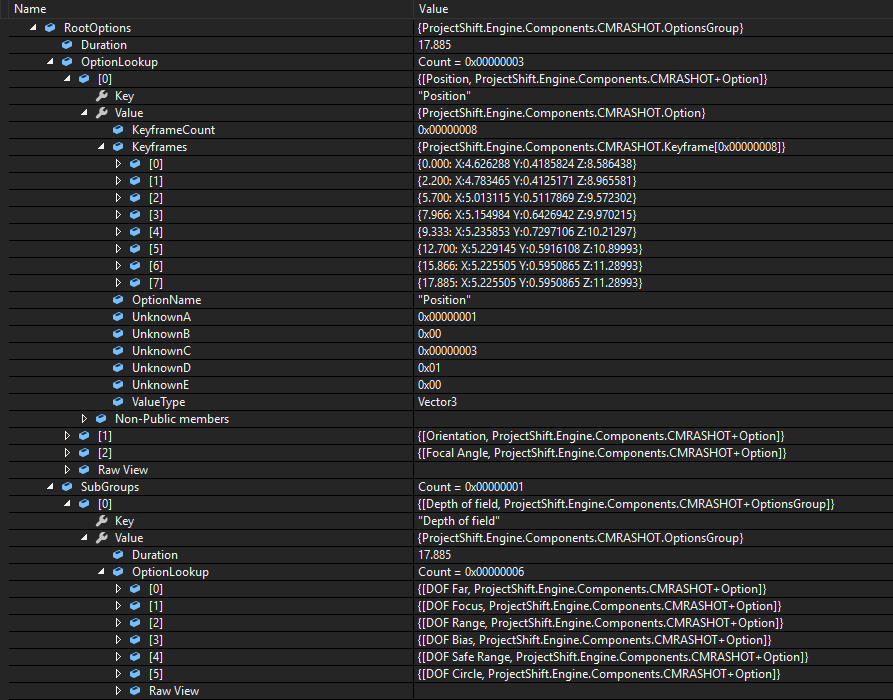 Name Value
RootOptions {ProjectShift.Engine.Components.CMRASHOT.OptionsGroup}
Duration 17.885
OptionLookup Count = 0x00000003
[0] {[Position, ProjectShift.Engine.Components.CMRASHOT+Option]}
Key "Position"
Value {ProjectShift.Engine.Components.CMRASHOT.Option}
KeyframeCount 0x00000008
Keyframes {ProjectShift.Engine.Components.CMRASHOT.Keyframe[0x00000008]}
[0] {0.000: X:4.626288 Y:0.4185824 Z:8.586438}
[1] {2.200: X:4.783465 Y:0.4125171 Z:8.965581}
[2] {5.700: X:5.013115 Y:0.5117869 Z:9.572302}
[3] {7.966: X:5.154984 Y:0.6426942 Z:9.970215}
[4] {9.333: X:5.235853 Y:0.7297106 Z:10.21297}
[5] {12.700: X:5.229145 Y:0.5916108 Z:10.89993}
[6] {15.866: X:5.225505 Y:0.5950865 Z:11.28993}
[7] {17.885: X:5.225505 Y:0.5950865 Z:11.28993}
OptionName "Position"
UnknownA 0x00000001
UnknownB 0x00
UnknownC 0x00000003
UnknownD 0x01
UnknownE 0x00
ValueType Vector3
Non-Public members
[1] {[Orientation, ProjectShift.Engine.Components.CMRASHOT+Option]}
[2] {[Focal Angle, ProjectShift.Engine.Components.CMRASHOT+Option]}
Raw View
SubGroups Count = 0x00000001
[0] {[Depth of field, ProjectShift.Engine.Components.CMRASHOT+OptionsGroup]}
Key "Depth of field"
Value {ProjectShift.Engine.Components.CMRASHOT.OptionsGroup}
Duration 17.885
OptionLookup Count = 0x00000006
[0] {[DOF Far, ProjectShift.Engine.Components.CMRASHOT+Option]}
[1] {[DOF Focus, ProjectShift.Engine.Components.CMRASHOT+Option]}
[2] {[DOF Range, ProjectShift.Engine.Components.CMRASHOT+Option]}
[3] {[DOF Bias, ProjectShift.Engine.Components.CMRASHOT+Option]}
[4] {[DOF Safe Range, ProjectShift.Engine.Components.CMRASHOT+Option]}
[5] {[DOF Circle, ProjectShift.Engine.Components.CMRASHOT+Option]}
Raw View